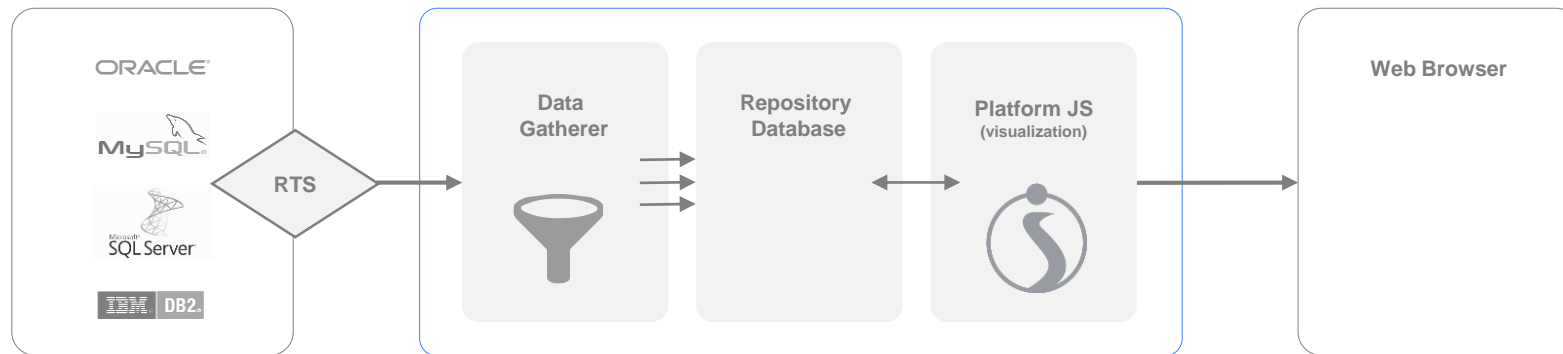 ORACLE
MySQL®
Microsoft®
SQL Server
IBM® DB2®
RTS
Data
Gatherer
Repository
Database
Platform JS
(visualization)
Web Browser